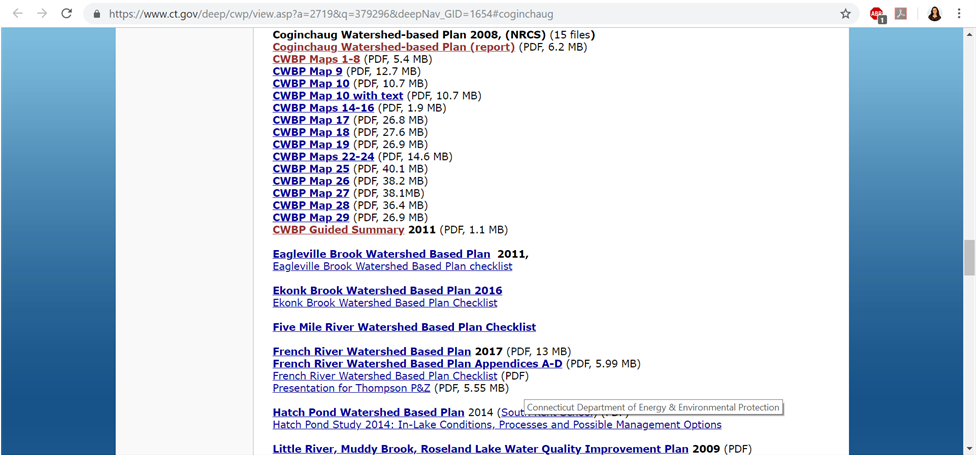 https://www.ct.gov/deep/cwp/view.asp?a=2719&q=379296&deepNav_GID=1654#coginchaug
ABP
1
Coginchaug Watershed-based Plan 2008, (NRCS) (15 files)
Coginchaug Watershed-based Plan (report) (PDF, 6.2 MB)
CWBP Maps 1-8 (PDF, 5.4 MB)
CWBP Map 9 (PDF, 12.7 MB)
CWBP Map 10 (PDF, 10.7 MB)
CWBP Map 10 with text (PDF, 10.7 MB)
CWBP Maps 14-16 (PDF, 1.9 MB)
CWBP Map 17 (PDF, 26.8 MB)
CWBP Map 18 (PDF, 27.6 MB)
CWBP Map 19 (PDF, 26.9 MB)
CWBP Maps 22-24 (PDF, 14.6 MB)
CWBP Map 25 (PDF, 40.1 MB)
CWBP Map 26 (PDF, 38.2 MB)
CWBP Map 27 (PDF, 38.1MB)
CWBP Map 28 (PDF, 36.4 MB)
CWBP Map 29 (PDF, 26.9 MB)
CWBP Guided Summary 2011 (PDF, 1.1 MB)
Eagleville Brook Watershed Based Plan 2011,
Eagleville Brook Watershed Based Plan checklist
Ekonk Brook Watershed Based Plan 2016
Ekonk Brook Watershed Based Plan Checklist
Five Mile River Watershed Based Plan Checklist
French River Watershed Based Plan 2017 (PDF, 13 MB)
French River Watershed Based Plan Appendices A-D (PDF, 5.99 MB)
French River Watershed Based Plan Checklist (PDF)
Presentation for Thompson P&Z (PDF, 5.55 MB)
Connecticut Department of Energy & Environmental Protection
Hatch Pond Watershed Based Plan 2014 (
Hatch Pond Study 2014: In-Lake Conditions, Processes and Possible Management Options
Little River, Muddy Brook, Roseland Lake Water Quality Improvement Plan 2009 (PDF)